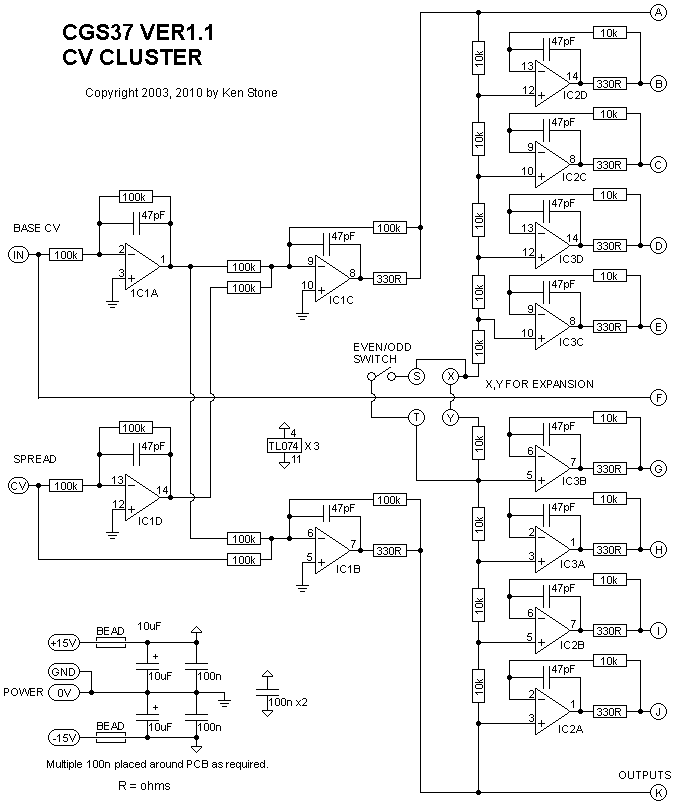 CGS37 VER1.1
CV CLUSTER
Copyright 2003, 2010 by Ken Stone
A
10k
47pF
13
14
12
330R
IC2D
B
10k
10k
10k
47pF
9
8
10
330R
IC2C
C
10k
10k
47pF
13
14
12
330R
IC3D
D
10k
10k
47pF
9
8
10
330R
IC3C
E
10k
BASE CV
IN
100k
100k
47pF
2
1
3
1C1A
100k
100k
100k
47pF
9
8
10
330R
IC1C
EVEN/ODD
SWITCH
S
X
X,Y FOR EXPANSION
F
T
Y
SPREAD
CV
100k
100k
47pF
13
14
12
IC1D
4
TL074 X 3
11
100k
100k
100k
47pF
6
7
5
330R
IC1B
10k
10k
47pF
6
7
5
330R
IC3B
G
10k
10k
47pF
2
1
3
330R
IC3A
H
10k
10k
47pF
6
7
5
330R
IC2B
I
10k
10k
47pF
2
1
3
330R
IC2A
J
+15V
BEAD
10uF
+
10uF
100n
GND
POWER
0V
+
10uF
100n
100n x2
-15V
BEAD
Multiple 100n placed around PCB as required.
R = ohms
OUTPUTS
K